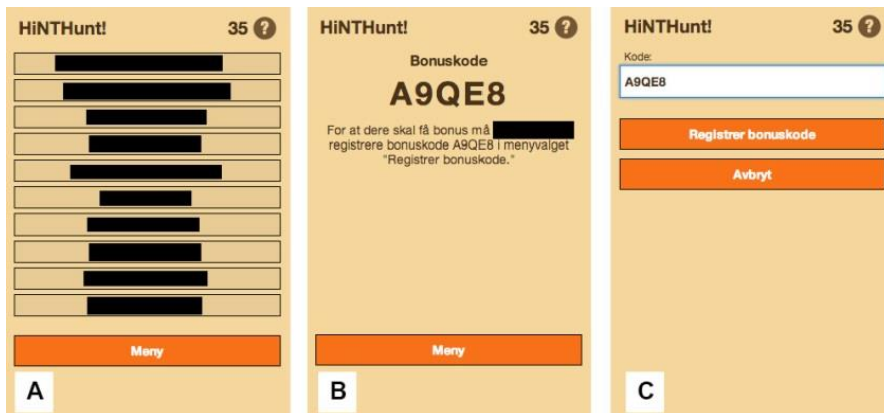 HiNTHunt! 35 ?
Meny
A
HiNTHunt! 35 ?
Bonuskode
A9QE8
For at dere skal få bonus må
registrere bonuskode A9QE8 i menyvalget
"Registrer bonuskode."
Meny
B
HiNTHunt! 35 ?
Kode:
A9QE8
Registrer bonuskode
Avbryt
C